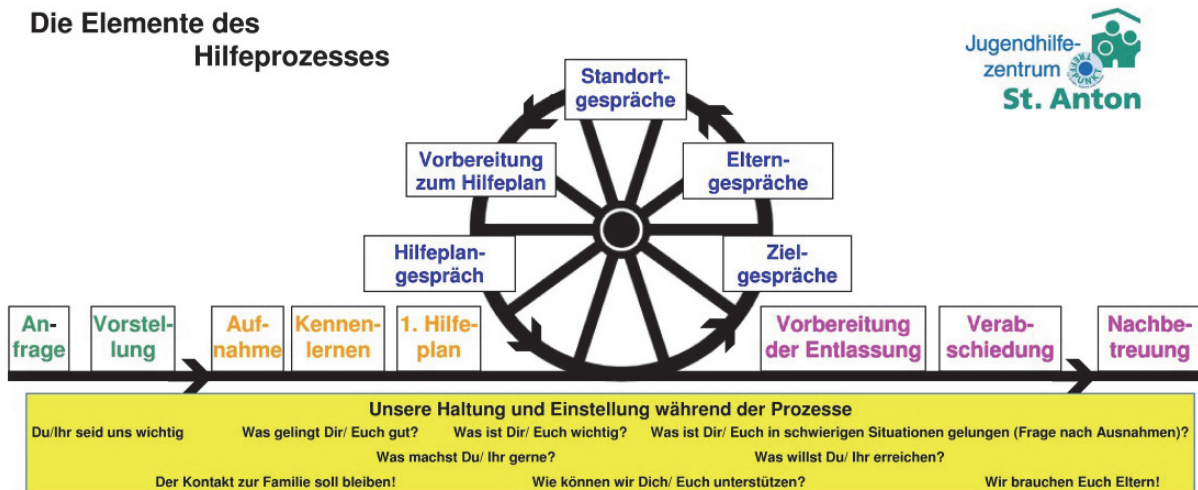 Die Elemente des
Hilfeprozesses
Jugendhilfe-
zentrum
TREFFPUNKT
St. Anton
Standort-
gespräche
Vorbereitung
zum Hilfeplan
Eltern-
gespräche
Hilfeplan-
gespräch
Ziel-
gespräche
An-
frage
Vorstel-
lung
Auf-
nahme
Kennen-
lernen
1. Hilfe-
plan
Vorbereitung
der Entlassung
Verab-
schiedung
Nachbe-
treuung
Unsere Haltung und Einstellung während der Prozesse
Du/Ihr seid uns wichtig Was gelingt Dir/ Euch gut? Was ist Dir/ Euch wichtig? Was ist Dir/ Euch in schwierigen Situationen gelungen (Frage nach Ausnahmen)?
Was machst Du/ Ihr gerne? Was willst Du/ Ihr erreichen?
Der Kontakt zur Familie soll bleiben! Wie können wir Dich/ Euch unterstützen? Wir brauchen Euch Eltern!